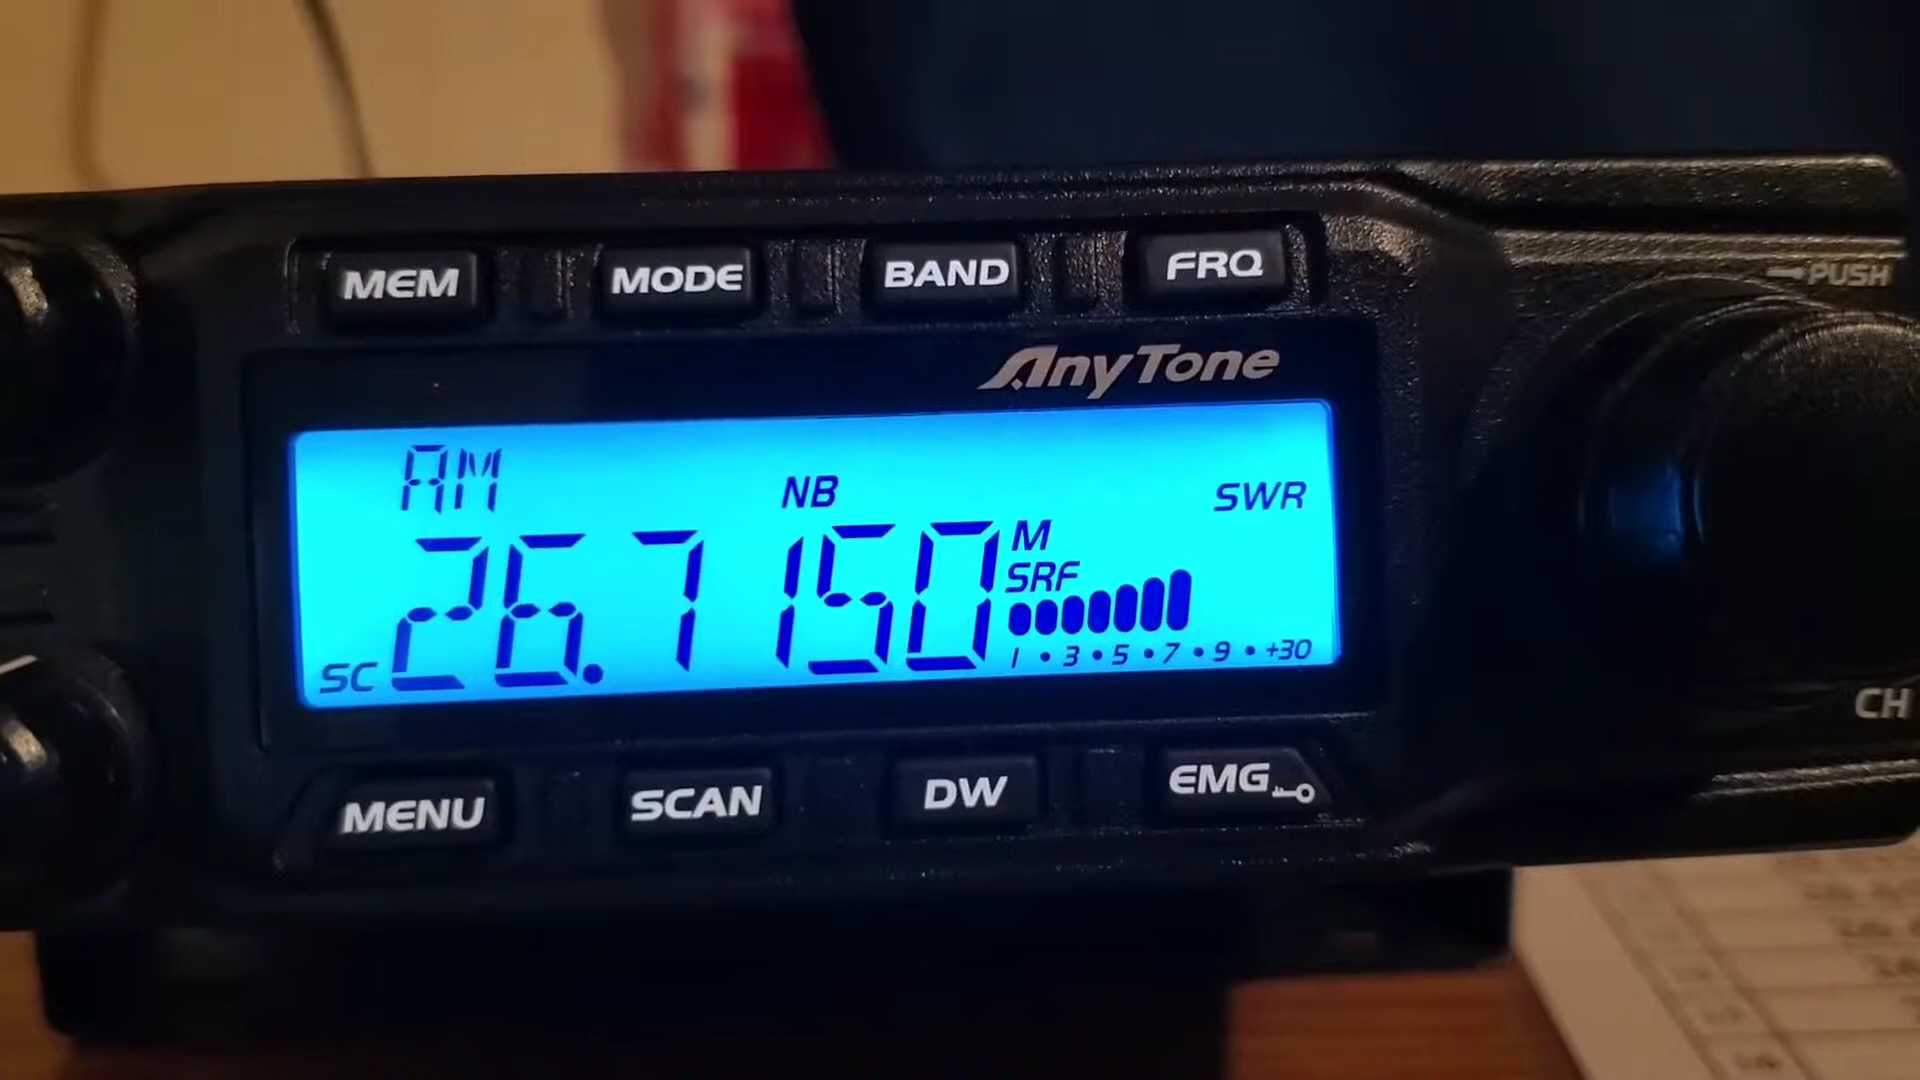 MEM MODE BAND FRQ
PUSH
AnyTone
AM NB SWR
SC 26.7150 M
SRF
1 • 3 • 5 • 7 • 9 • +30
CH
MENU SCAN DW EMG